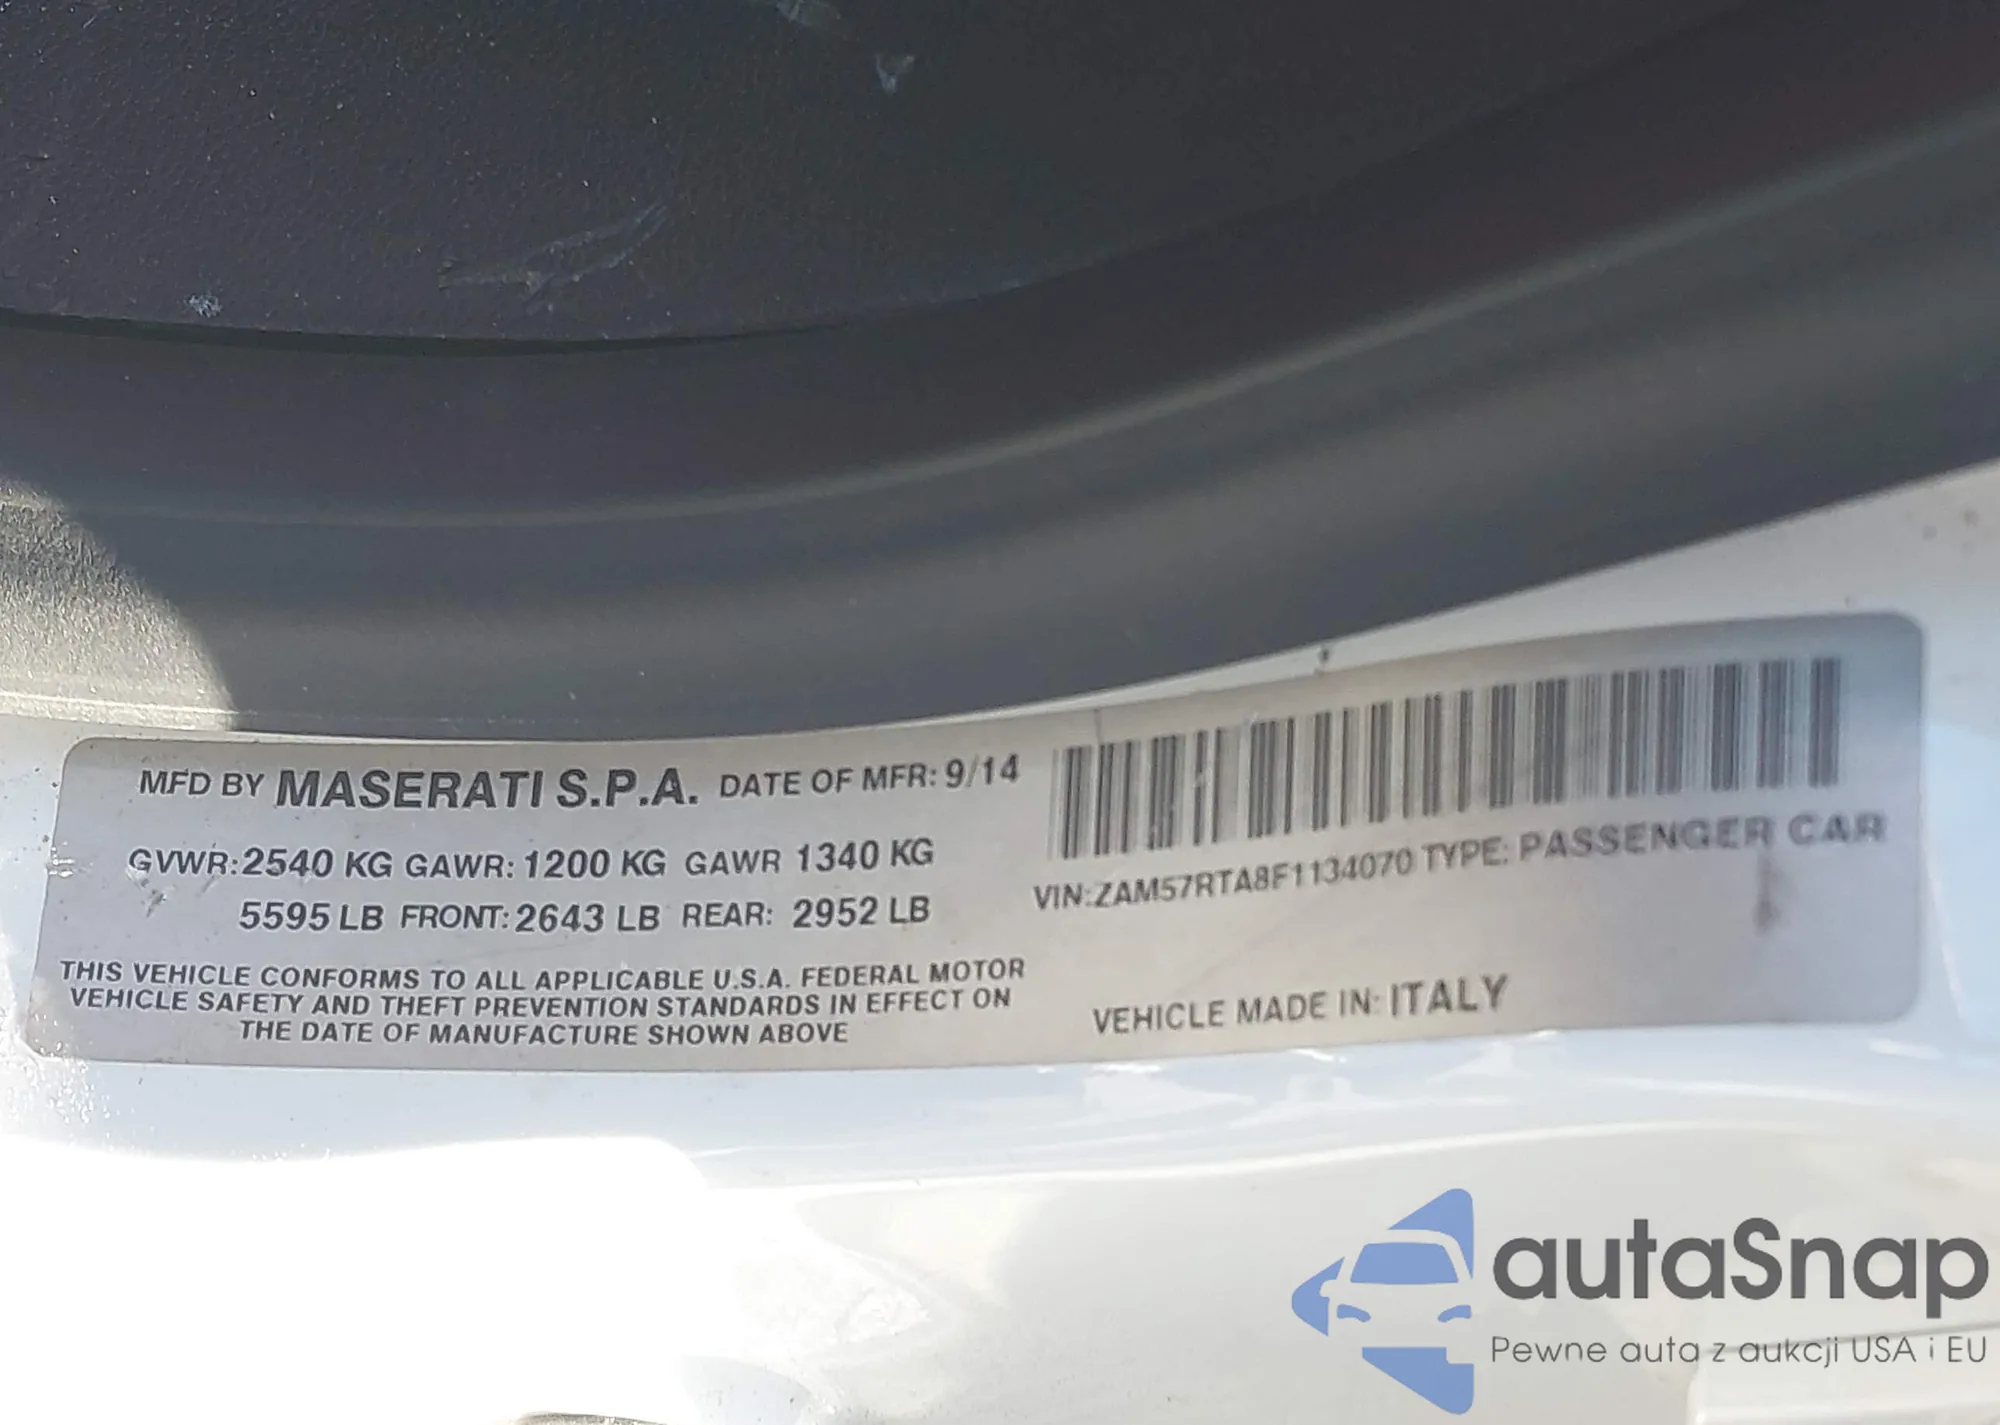 MFD BY MASERATI S.P.A. DATE OF MFR: 9/14
GVWR:2540 KG GAWR: 1200 KG GAWR 1340 KG
5595 LB FRONT: 2643 LB REAR: 2952 LB
THIS VEHICLE CONFORMS TO ALL APPLICABLE U.S.A. FEDERAL MOTOR
VEHICLE SAFETY AND THEFT PREVENTION STANDARDS IN EFFECT ON
THE DATE OF MANUFACTURE SHOWN ABOVE
VIN:ZAM57RTA8F1134070 TYPE: PASSENGER CAR
VEHICLE MADE IN: ITALY
autaSnap
Pewne auta z aukcji USA i EU